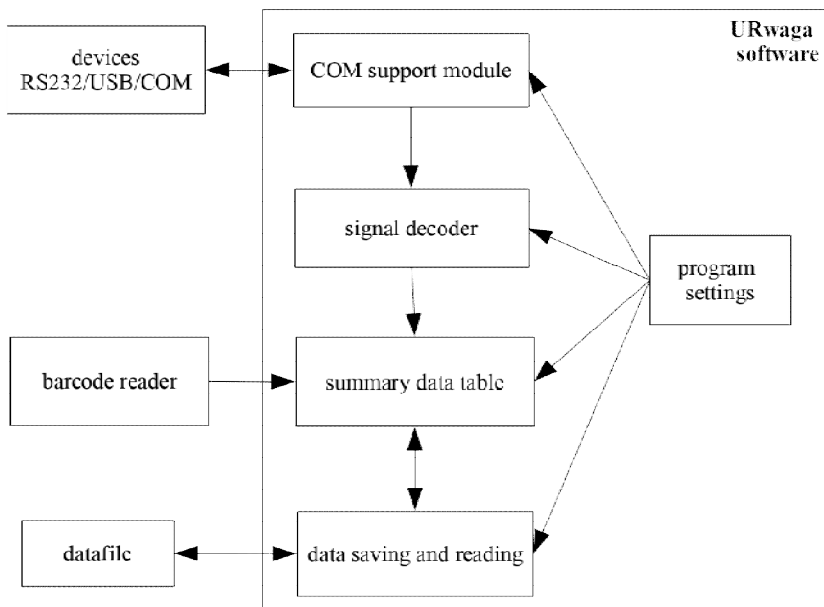 URwaga
software
devices
RS232/USB/COM
COM support module
signal decoder
program
settings
barcode reader
summary data table
datafile
data saving and reading